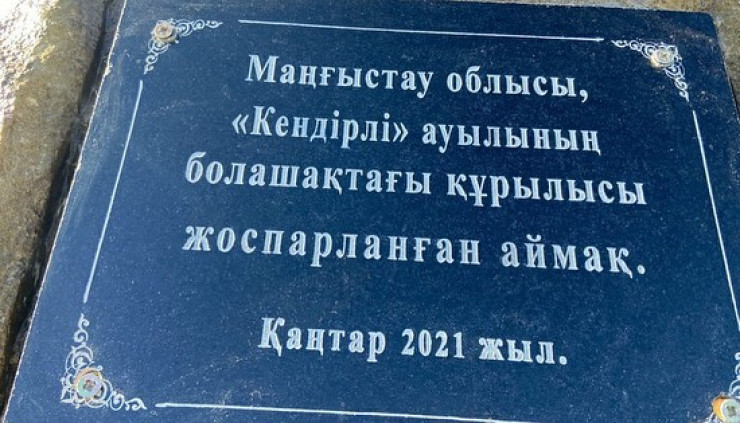 Маңғыстау облысы,
«Кендірлі» ауылының
болашақтағы құрылысы
жоспарланған аймақ.
Қаңтар 2021 жыл.